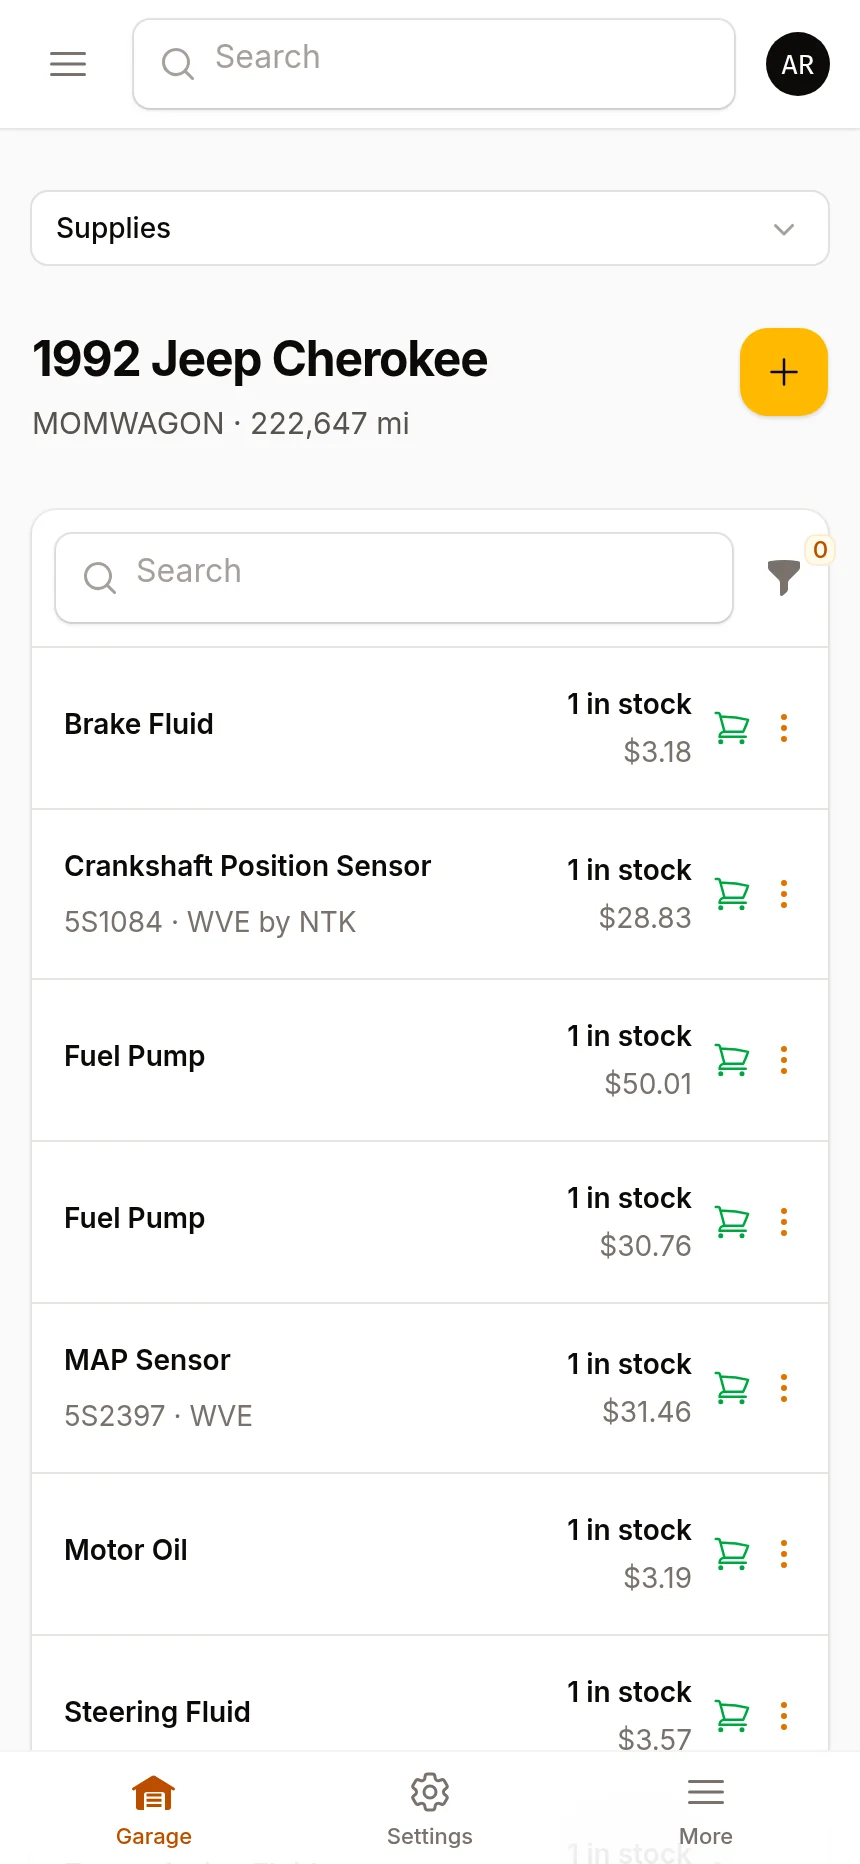 Search
AR
Supplies
1992 Jeep Cherokee
MOMWAGON · 222,647 mi
Search
0
Brake Fluid
1 in stock
$3.18
Crankshaft Position Sensor
5S1084 · WVE by NTK
1 in stock
$28.83
Fuel Pump
1 in stock
$50.01
Fuel Pump
1 in stock
$30.76
MAP Sensor
5S2397 · WVE
1 in stock
$31.46
Motor Oil
1 in stock
$3.19
Steering Fluid
1 in stock
$3.57
Garage
Settings
More
1 in stock